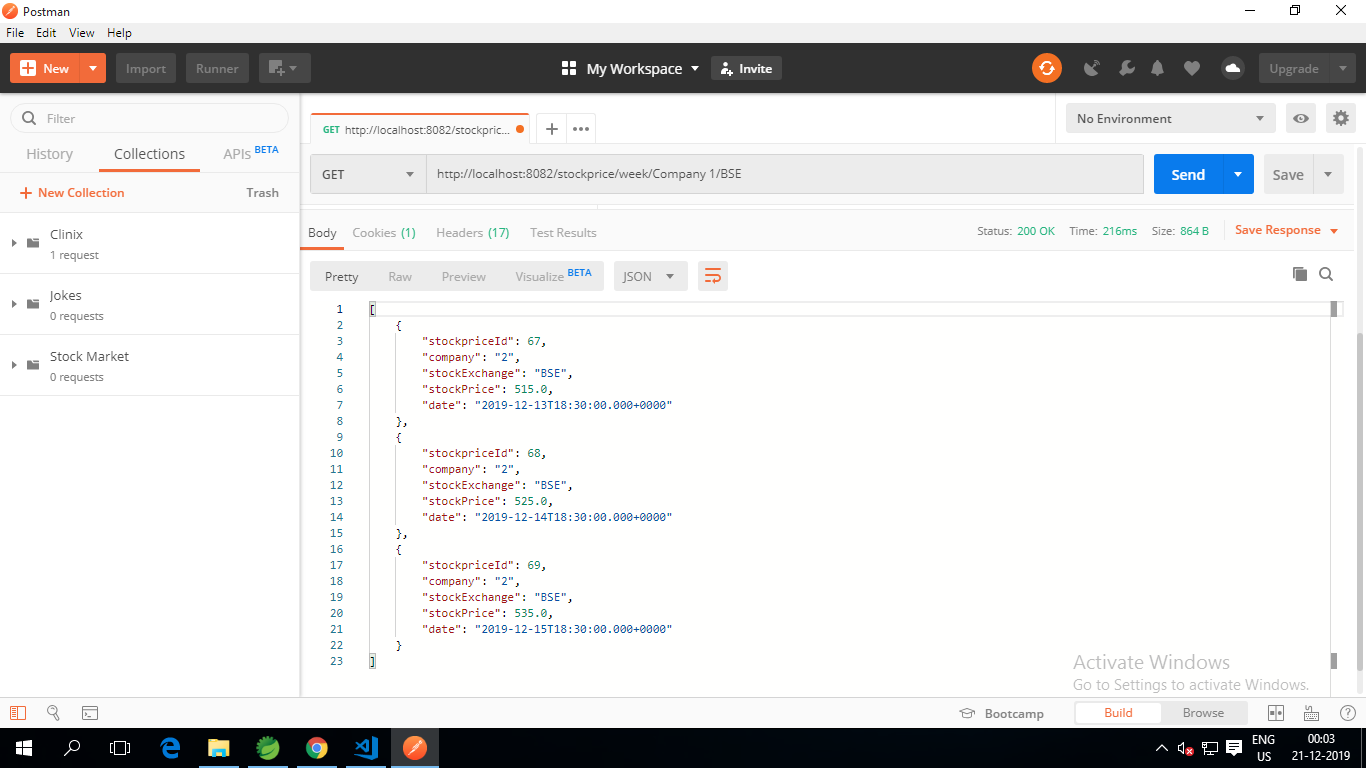 Postman
File Edit View Help
New Import Runner My Workspace Invite Upgrade
Filter
History Collections APIs BETA
New Collection Trash
Clinix
1 request
Jokes
0 requests
Stock Market
0 requests
GET http://localhost:8082/stockpric...
No Environment
GET http://localhost:8082/stockprice/week/Company 1/BSE Send Save
Body Cookies (1) Headers (17) Test Results Status: 200 OK Time: 216ms Size: 864 B Save Response
Pretty Raw Preview Visualize BETA JSON
1 [
2 {
3 "stockpriceId": 67,
4 "company": "2",
5 "stockExchange": "BSE",
6 "stockPrice": 515.0,
7 "date": "2019-12-13T18:30:00.000+0000"
8 },
9 {
10 "stockpriceId": 68,
11 "company": "2",
12 "stockExchange": "BSE",
13 "stockPrice": 525.0,
14 "date": "2019-12-14T18:30:00.000+0000"
15 },
16 {
17 "stockpriceId": 69,
18 "company": "2",
19 "stockExchange": "BSE",
20 "stockPrice": 535.0,
21 "date": "2019-12-15T18:30:00.000+0000"
22 }
23 ]
Activate Windows
Go to Settings to activate Windows.
Bootcamp Build Browse
ENG 00:03
US 21-12-2019